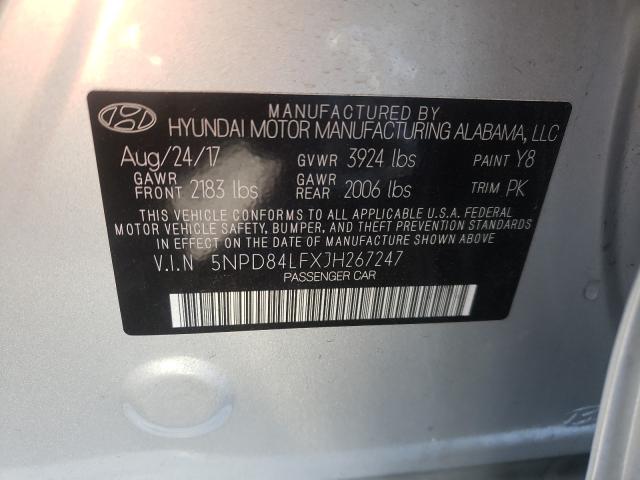 MANUFACTURED BY
HYUNDAI MOTOR MANUFACTURING ALABAMA, LLC
Aug/24/17 GVWR 3924 lbs PAINT Y8
GAWR FRONT 2183 lbs GAWR REAR 2006 lbs TRIM PK
THIS VEHICLE CONFORMS TO ALL APPLICABLE U.S.A. FEDERAL
MOTOR VEHICLE SAFETY, BUMPER, AND THEFT PREVENTION
STANDARDS IN EFFECT ON THE DATE OF MANUFACTURE SHOWN ABOVE.
V.I.N 5NPD84LFXJH267247
PASSENGER CAR